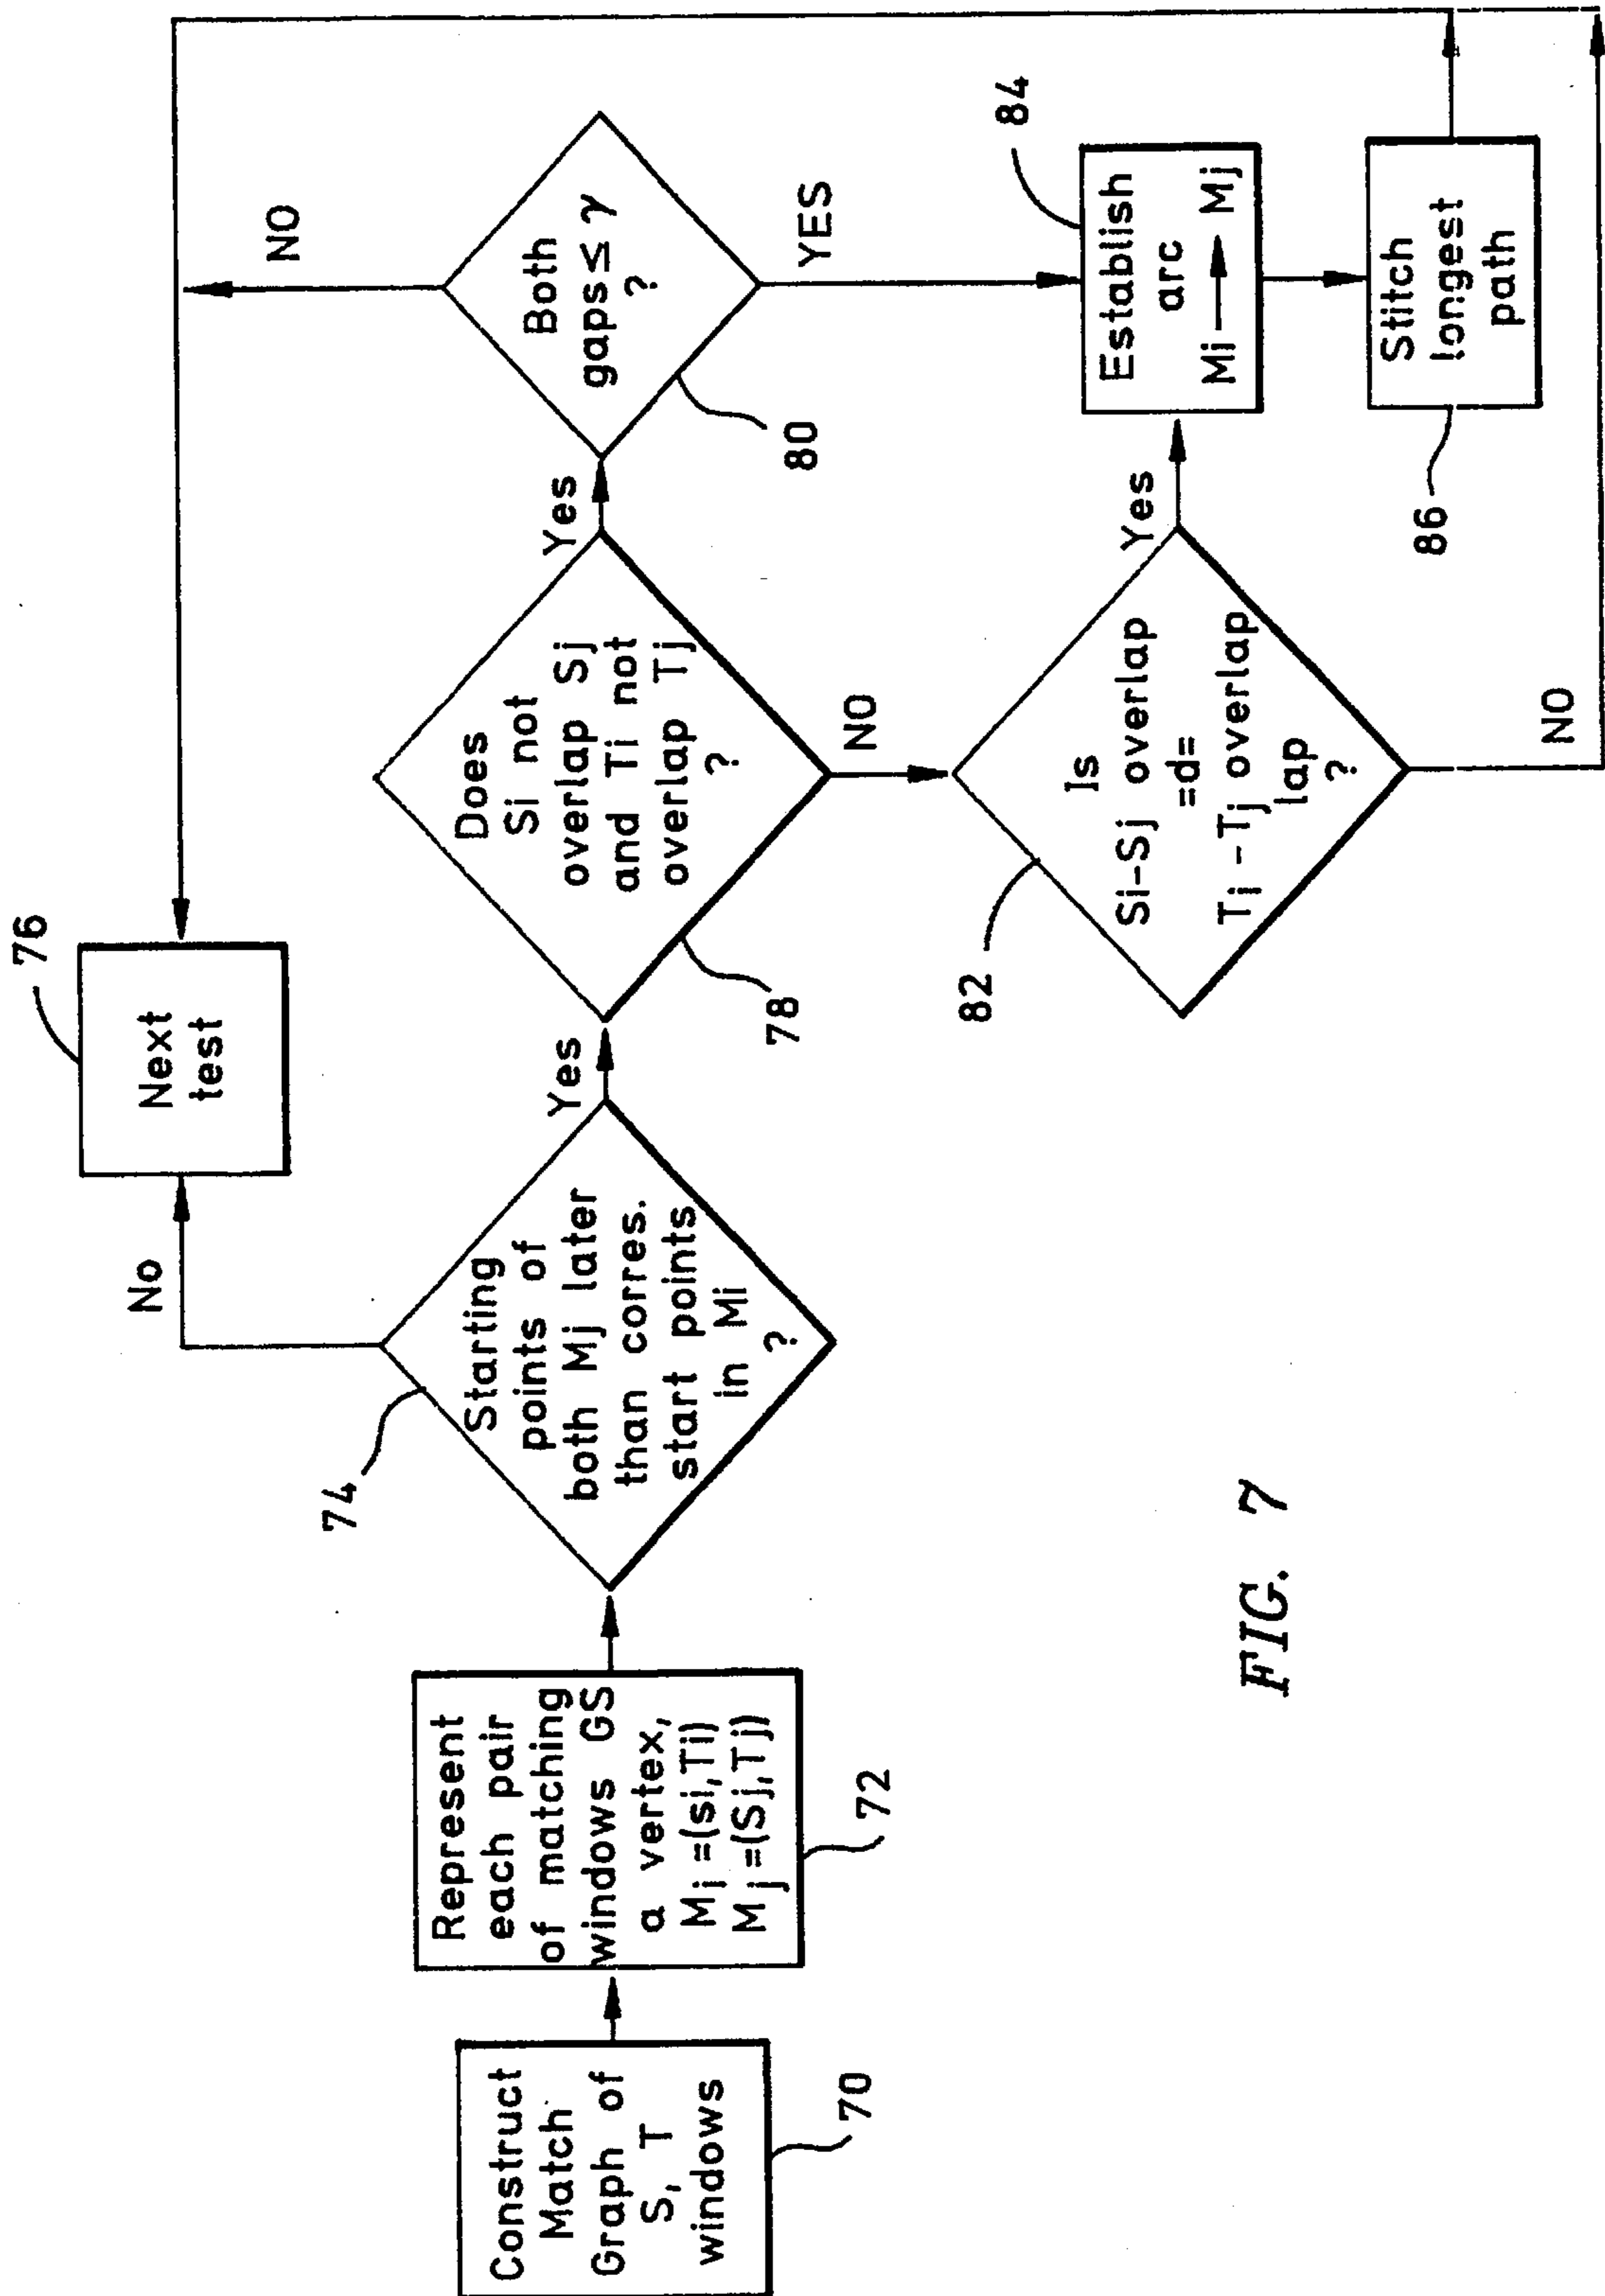 Construct
Match
Graph of
S, T
windows
70
Represent
each pair
of matching
windows GS
a vertex,
Mi =(si,Ti)
Mj =(Sj,Tj)
72
Starting
points of
both Mj later
than corres.
start points
in Mi
?
74
No
Next
test
76
Yes
Does
Si not
overlap Sj
and Ti not
overlap Tj
?
78
Yes
Both
gaps ≤ γ
?
80
NO
YES
NO
Is
Si-Sj overlap
=d=
Ti-Tj overlap
lap
?
82
Yes
NO
Establish
arc
Mi Mj
84
Stitch
longest
path
86
FIG. 7